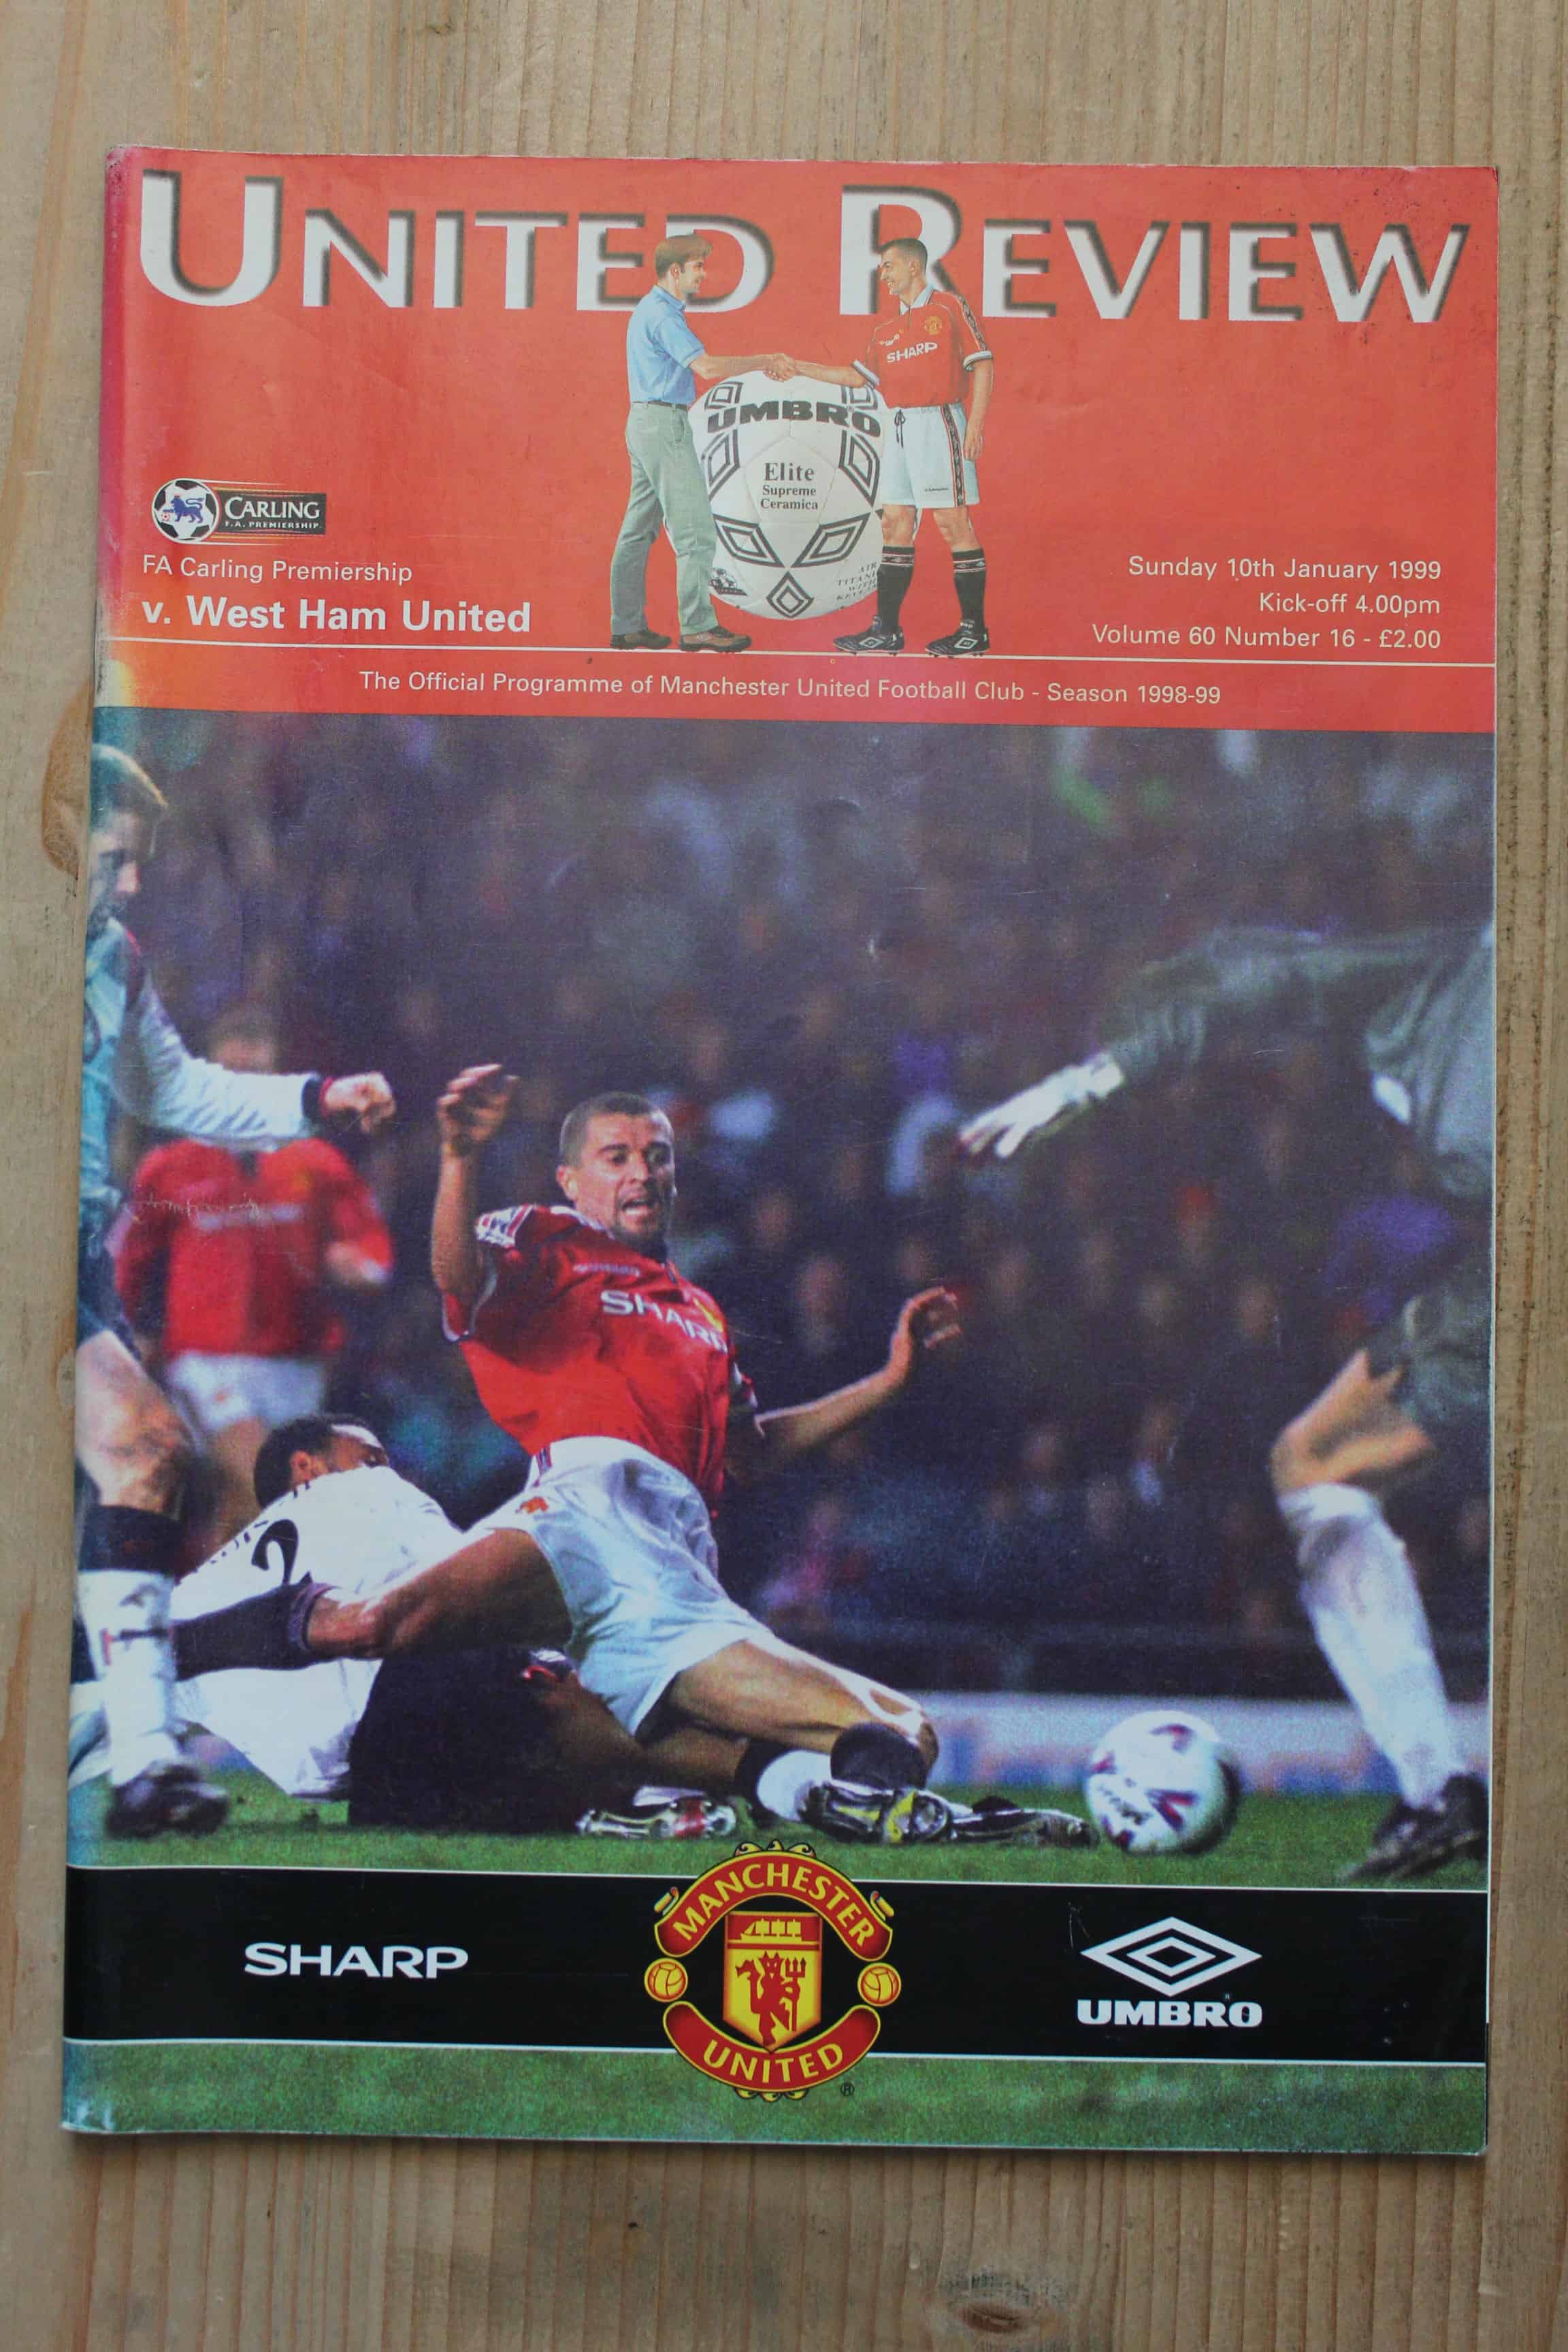 UNITED REVIEW
SHARP
UMBRO
Elite
Supreme
Ceramica
CARLING
F.A. PREMIERSHIP.
FA Carling Premiership
v. West Ham United
Sunday 10th January 1999
Kick-off 4.00pm
Volume 60 Number 16 - £2.00
The Official Programme of Manchester United Football Club - Season 1998-99
SHARP
2
SHARP
MANCHESTER
UNITED
®
UMBRO